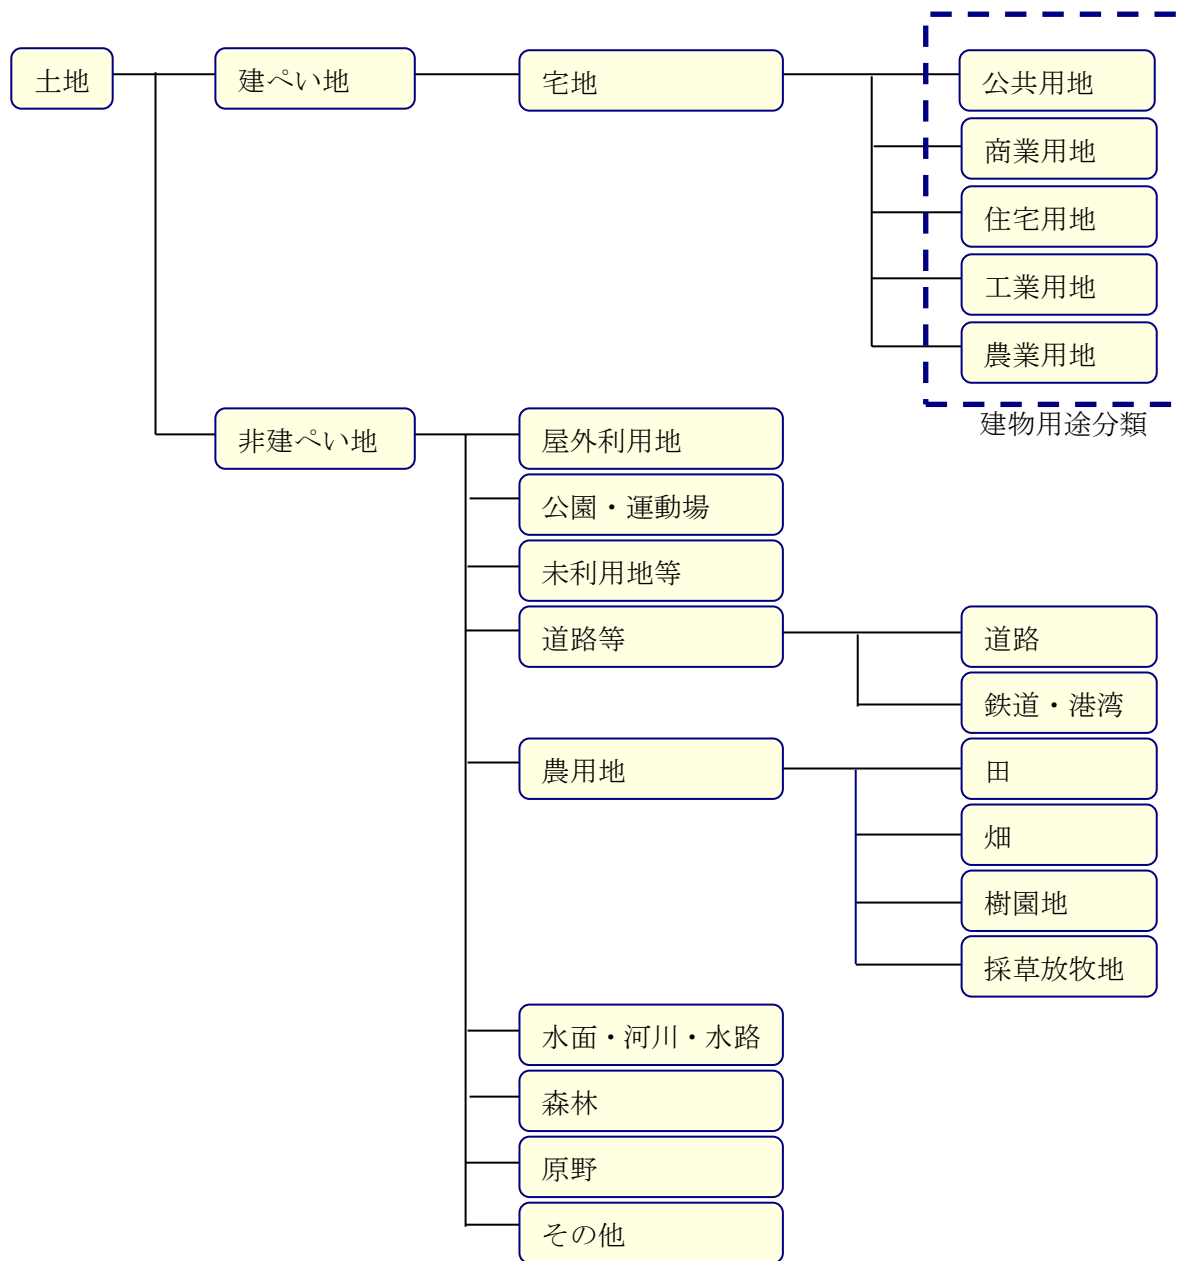 土地
建ぺい地
宅地
公共用地
商業用地
住宅用地
工業用地
農業用地
建物用途分類
非建ぺい地
屋外利用地
公園・運動場
未利用地等
道路等
道路
鉄道・港湾
農用地
田
畑
樹園地
採草放牧地
水面・河川・水路
森林
原野
その他